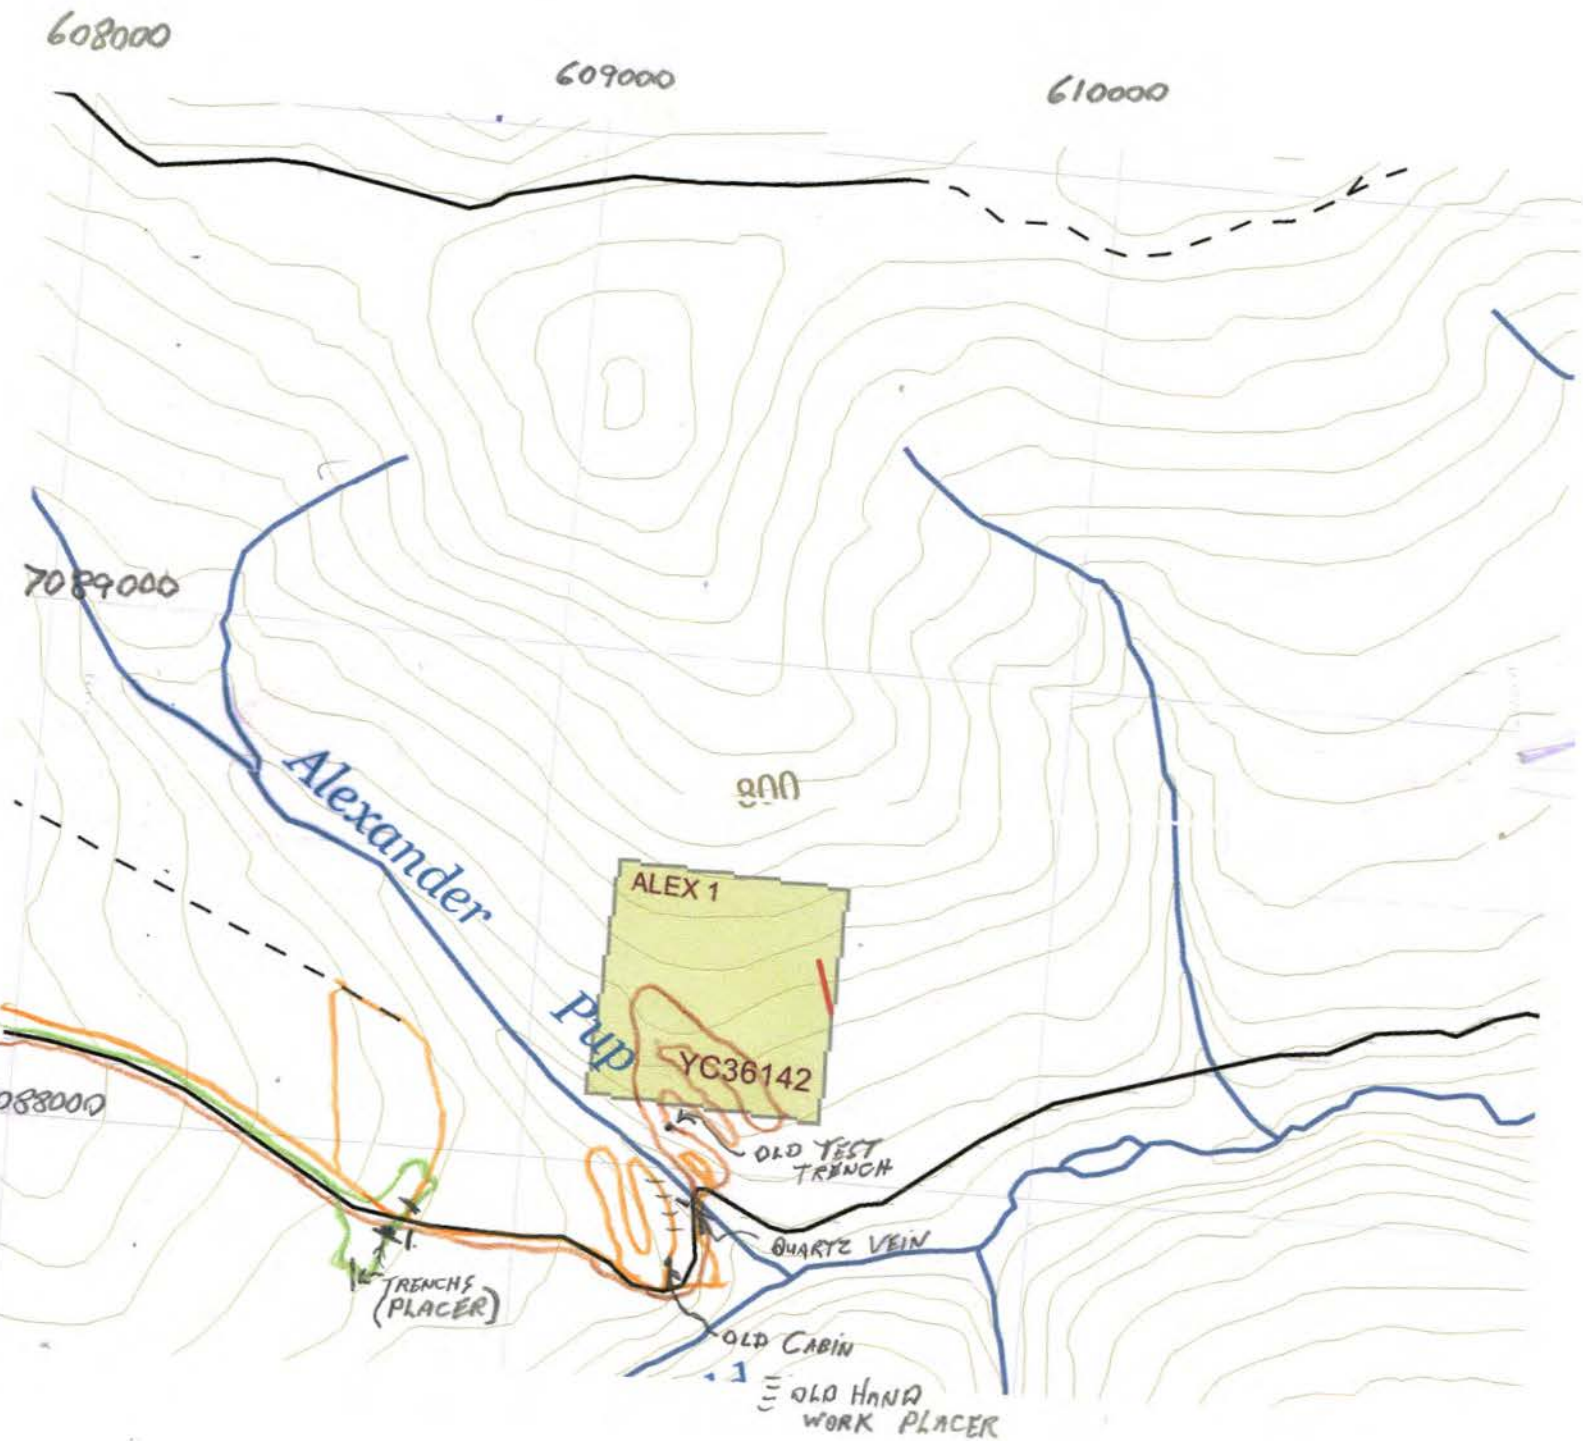 608000
609000
610000
7089000
Alexander
800
ALEX 1
Pup
YC36142
088000
OLD TEST
TRENCH
QUARTZ VEIN
TRENCHS
(PLACER)
OLD CABIN
OLD HAND
WORK PLACER